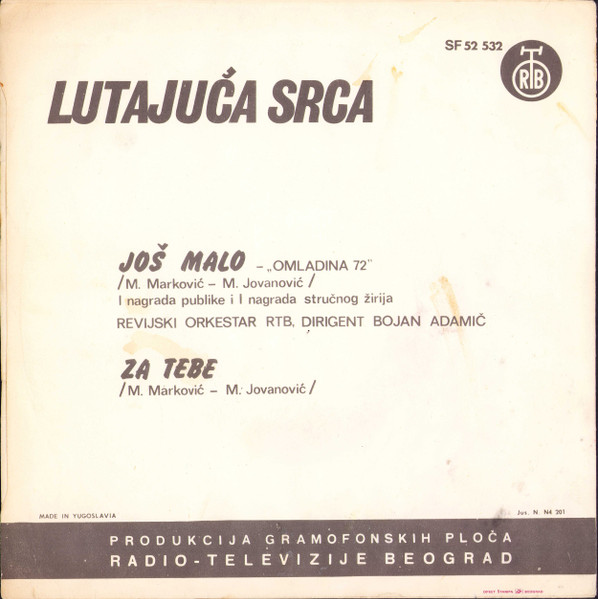 SF 52 532
RTB
LUTAJUĆA SRCA
JOŠ MALO – „OMLADINA 72"
/M. Marković – M. Jovanović/
I nagrada publike i I nagrada stručnog žirija
REVIJSKI ORKESTAR RTB, DIRIGENT BOJAN ADAMIČ
ZA TEBE
/M. Marković – M. Jovanović/
MADE IN YUGOSLAVIA
Jus. N. N4 201
PRODUKCIJA GRAMOFONSKIH PLOČA
RADIO-TELEVIZIJE BEOGRAD